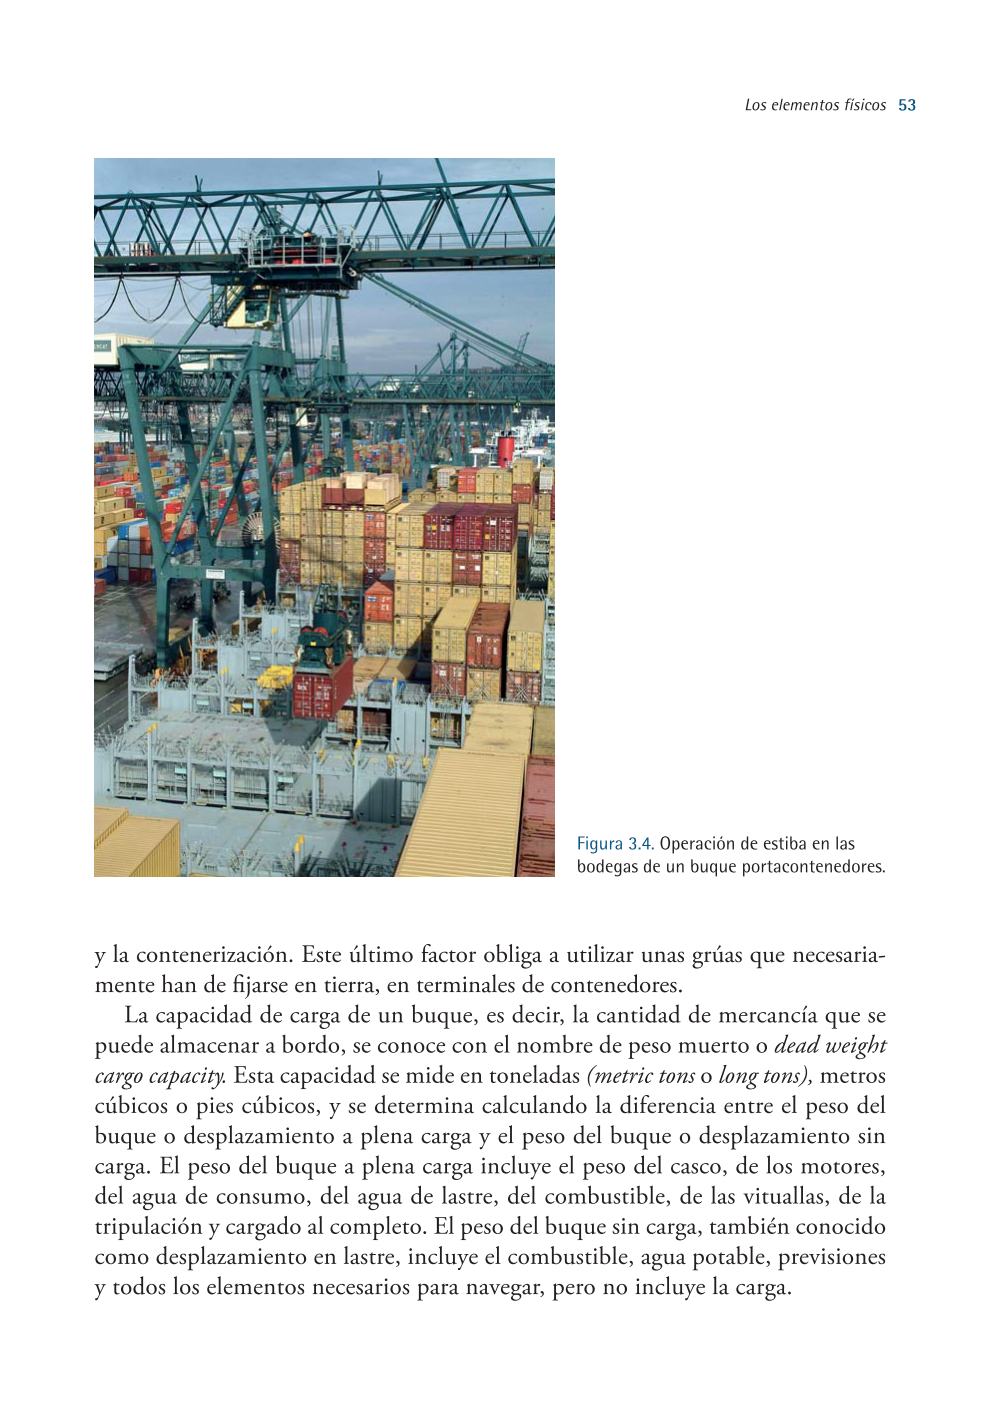 Los elementos físicos 53
Figura 3.4. Operación de estiba en las
bodegas de un buque portacontenedores.
y la contenerización. Este último factor obliga a utilizar unas grúas que necesaria-
mente han de fijarse en tierra, en terminales de contenedores.
La capacidad de carga de un buque, es decir, la cantidad de mercancía que se
puede almacenar a bordo, se conoce con el nombre de peso muerto o dead weight
cargo capacity. Esta capacidad se mide en toneladas (metric tons o long tons), metros
cúbicos o pies cúbicos, y se determina calculando la diferencia entre el peso del
buque o desplazamiento a plena carga y el peso del buque o desplazamiento sin
carga. El peso del buque a plena carga incluye el peso del casco, de los motores,
del agua de consumo, del agua de lastre, del combustible, de las vituallas, de la
tripulación y cargado al completo. El peso del buque sin carga, también conocido
como desplazamiento en lastre, incluye el combustible, agua potable, previsiones
y todos los elementos necesarios para navegar, pero no incluye la carga.